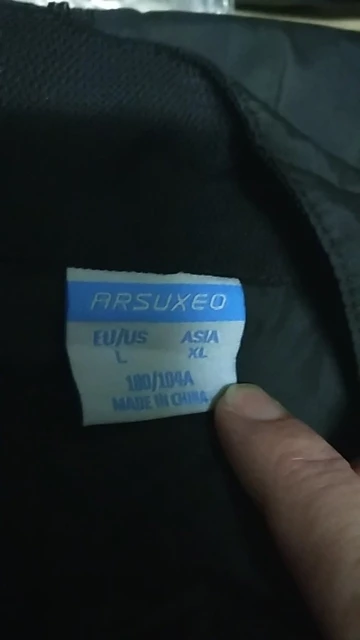 ARSUXEO
EU/US ASIA
L XL
180/104A
MADE IN CHINA